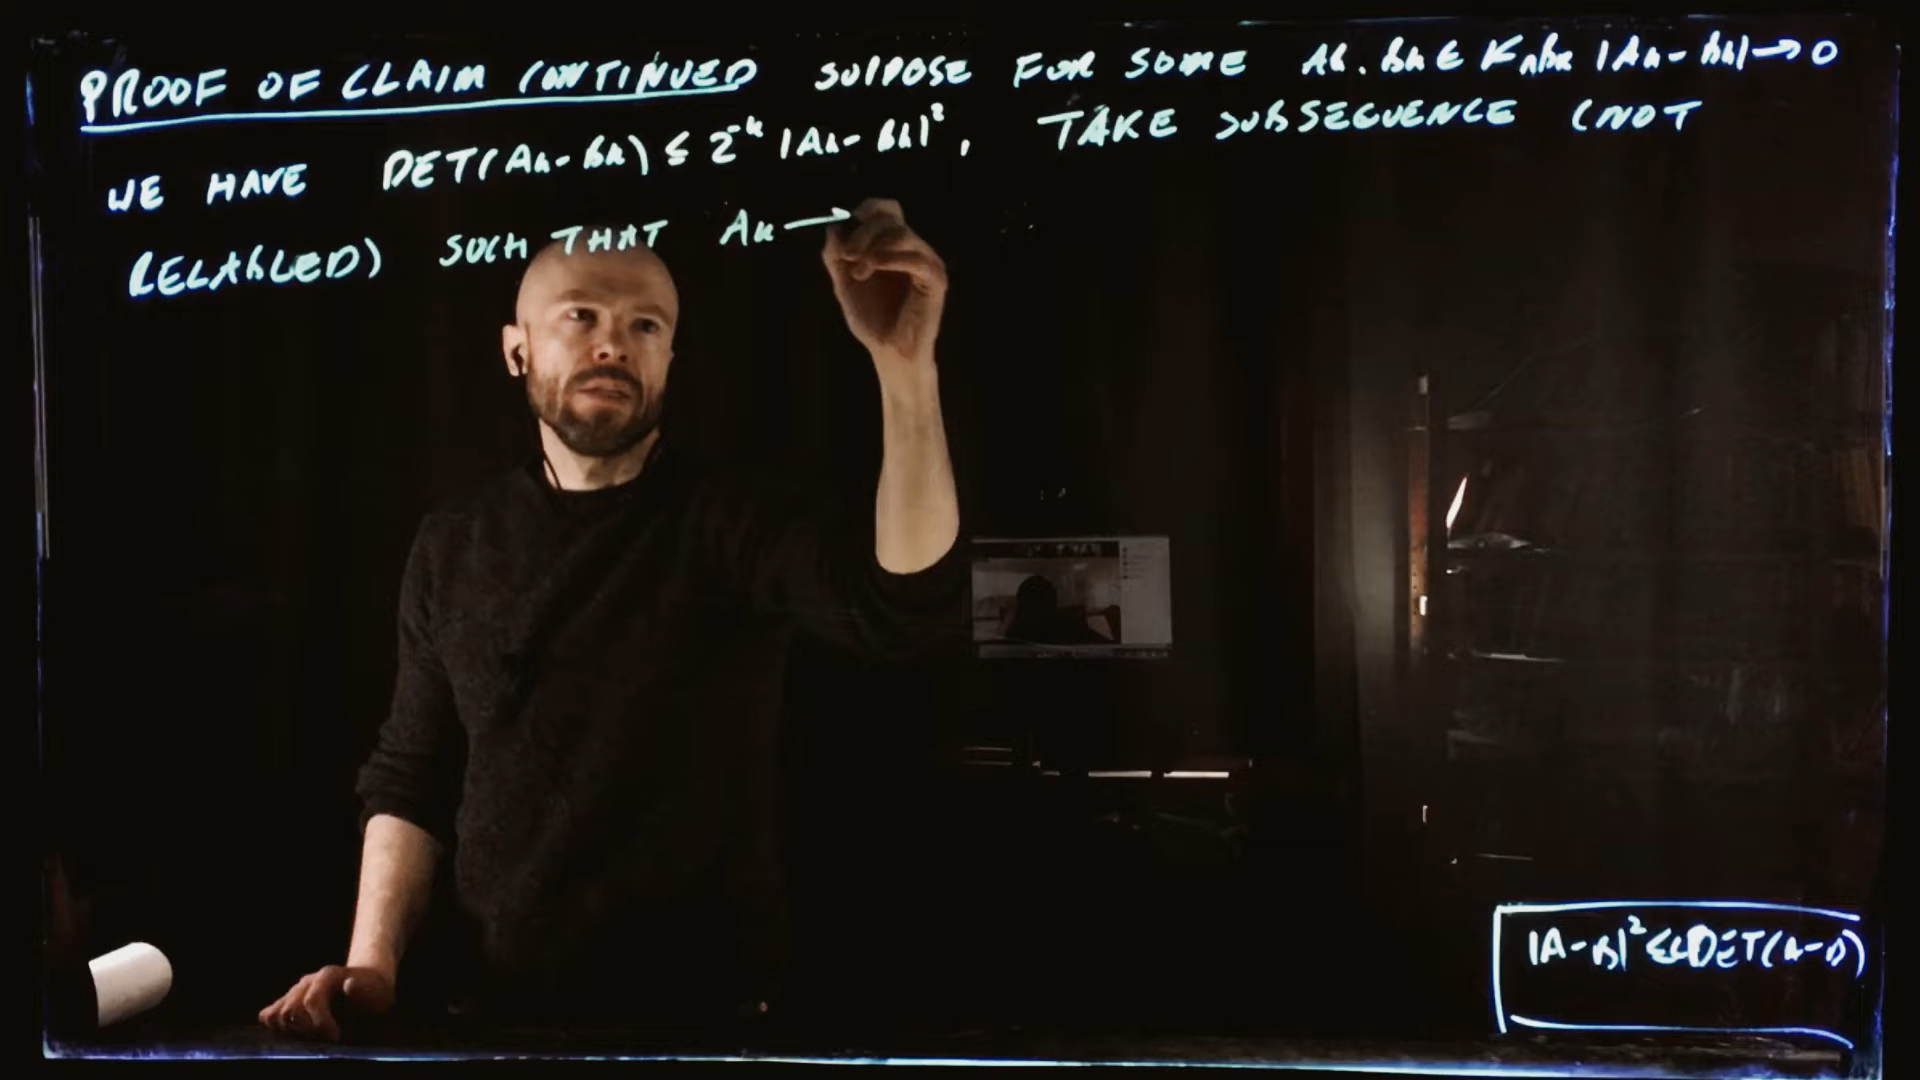 PROOF OF CLAIM CONTINUED SUPPOSE FOR SOME Ak, Bk ∈ K∩BR |Ak-Bk|→0
WE HAVE DET(Ak-Bk) ≤ 2^-k |Ak-Bk|^2, TAKE SUBSEQUENCE (NOT
RELABLED) SUCH THAT Ak →
|A-B|^2 ≤ C DET(A-B)